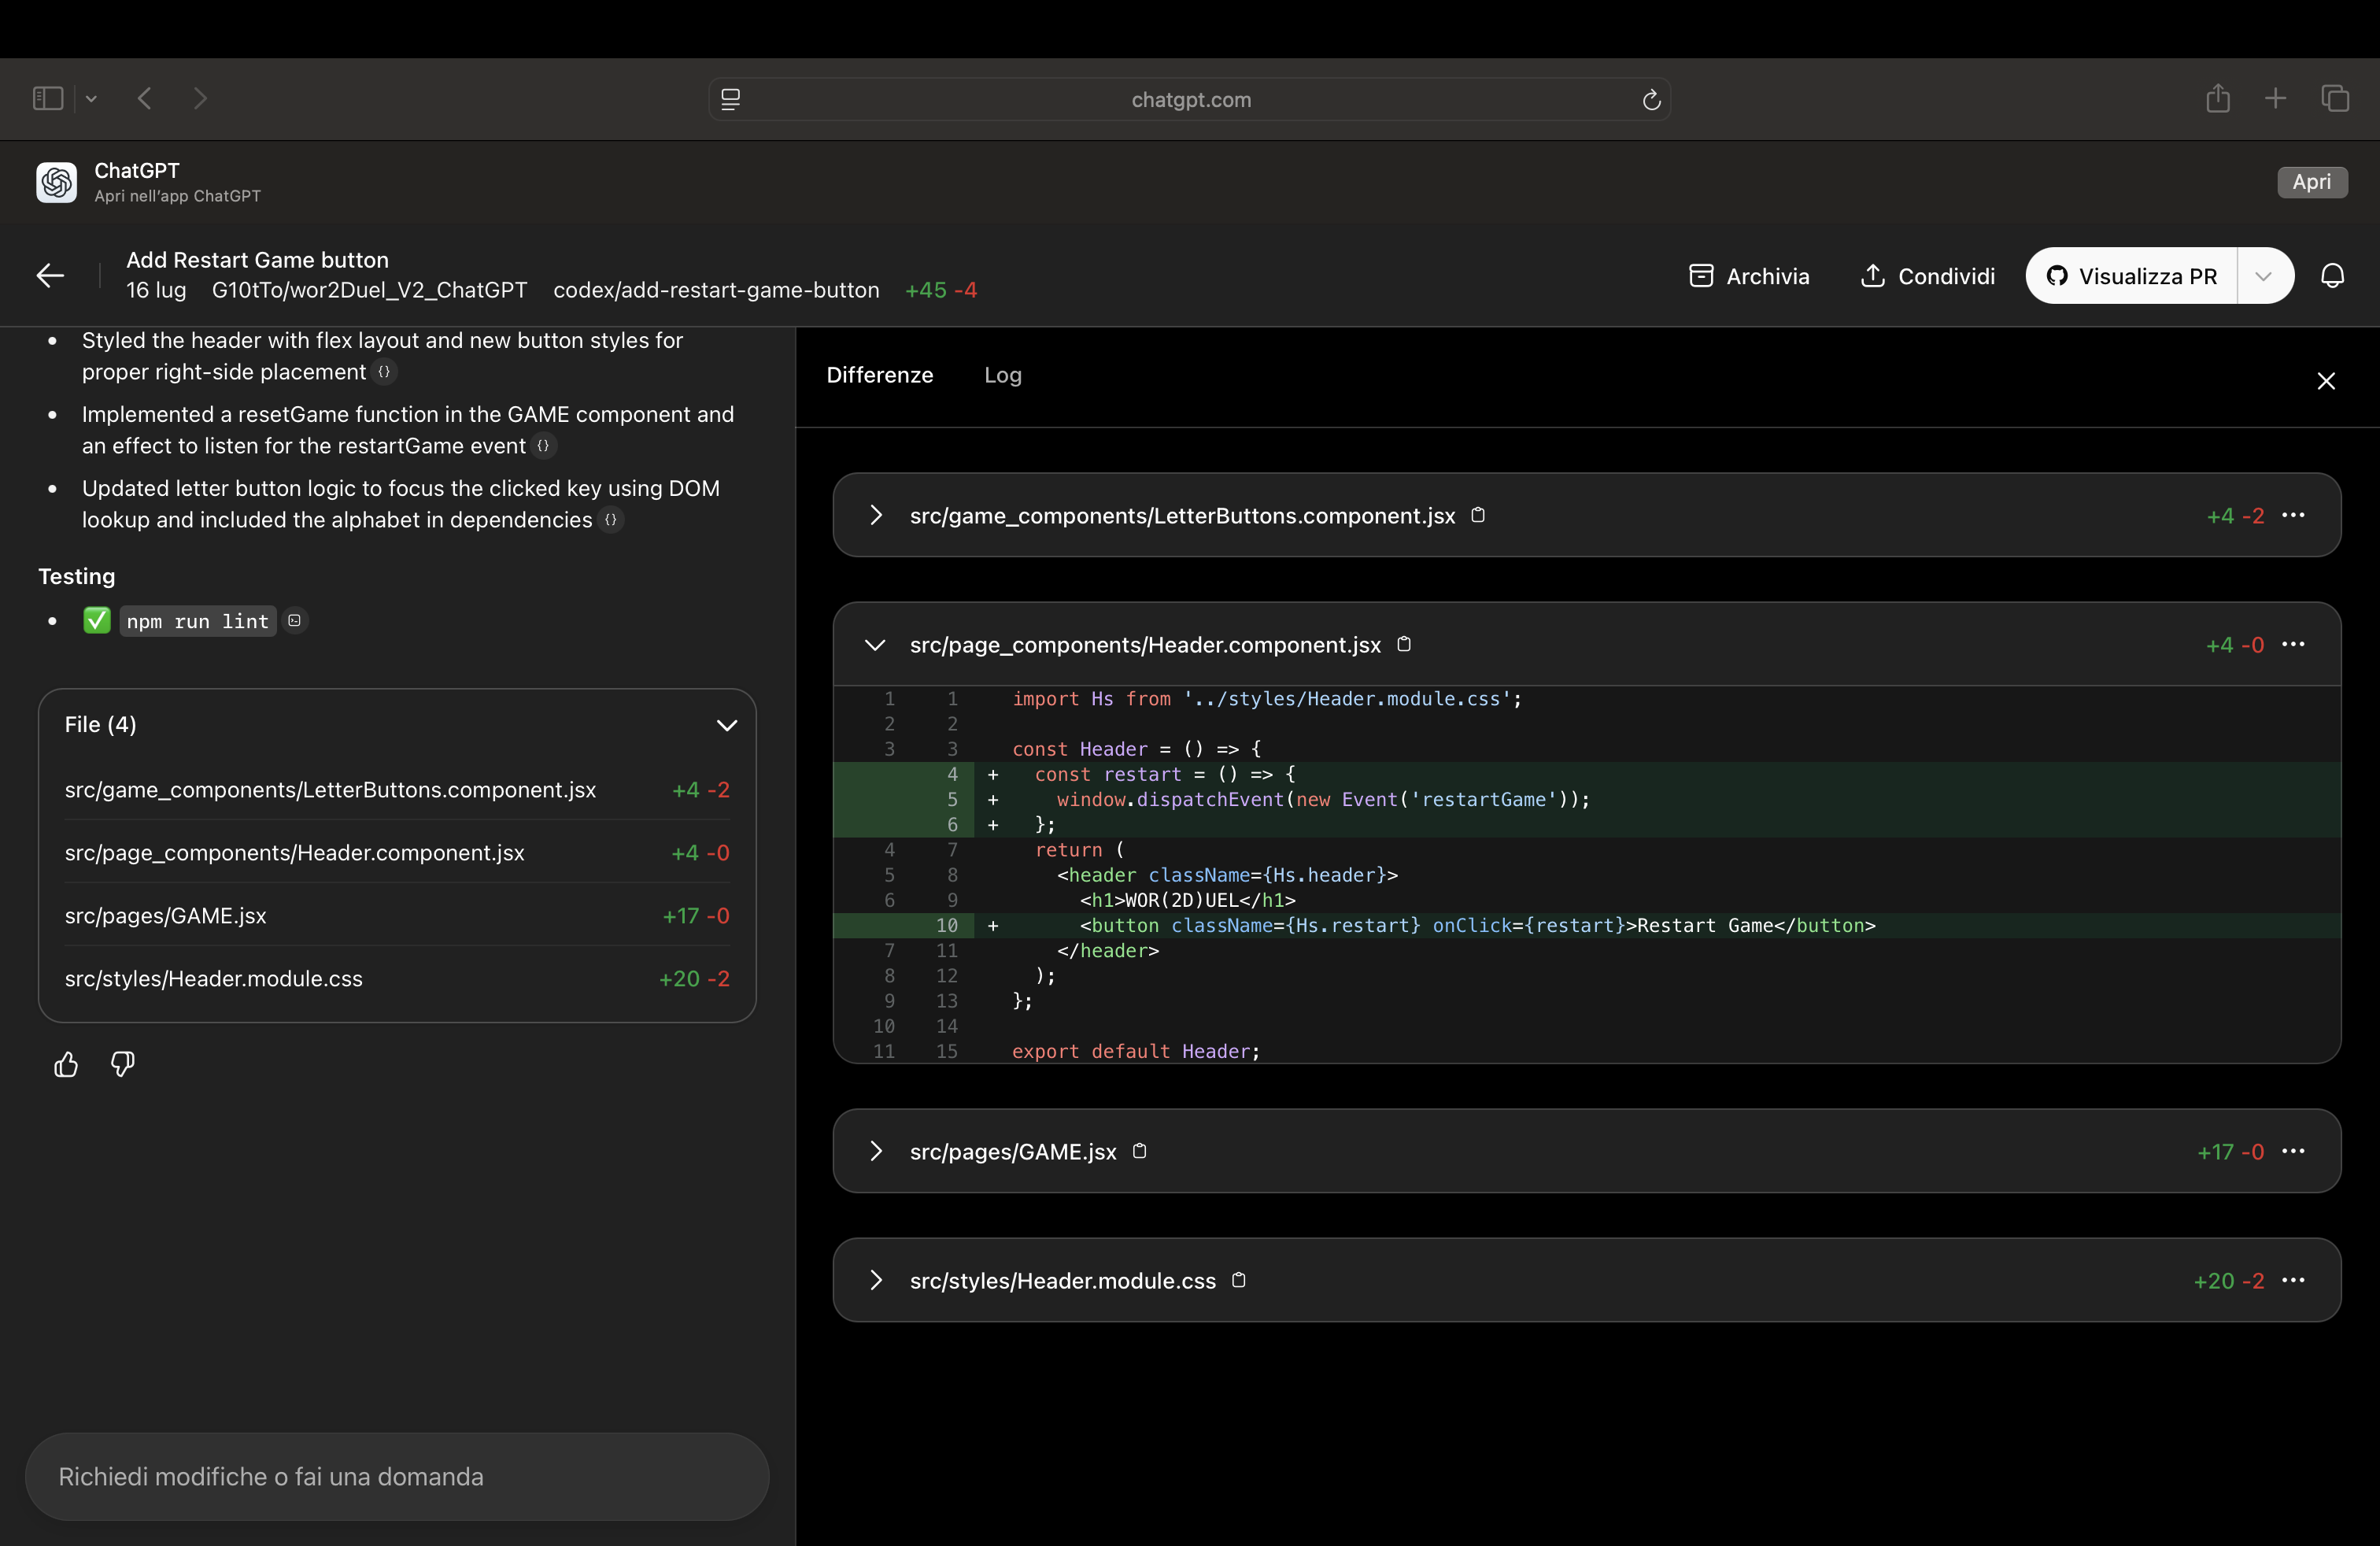 chatgpt.com
ChatGPT
Apri nell'app ChatGPT
Apri
Add Restart Game button
16 lug G10tTo/wor2Duel_V2_ChatGPT codex/add-restart-game-button +45 -4
Archivia
Condividi
Visualizza PR
• Styled the header with flex layout and new button styles for
proper right-side placement {}
• Implemented a resetGame function in the GAME component and
an effect to listen for the restartGame event {}
• Updated letter button logic to focus the clicked key using DOM
lookup and included the alphabet in dependencies {}
Testing
• ✅ npm run lint
File (4)
src/game_components/LetterButtons.component.jsx +4 -2
src/page_components/Header.component.jsx +4 -0
src/pages/GAME.jsx +17 -0
src/styles/Header.module.css +20 -2
Richiedi modifiche o fai una domanda
Differenze Log
src/game_components/LetterButtons.component.jsx +4 -2
src/page_components/Header.component.jsx +4 -0
1 1 import Hs from '../styles/Header.module.css';
2 2
3 3 const Header = () => {
4 + const restart = () => {
5 + window.dispatchEvent(new Event('restartGame'));
6 + };
4 7 return (
5 8 <header className={Hs.header}>
6 9 <h1>WOR(2D)UEL</h1>
10 + <button className={Hs.restart} onClick={restart}>Restart Game</button>
7 11 </header>
8 12 );
9 13 };
10 14
11 15 export default Header;
src/pages/GAME.jsx +17 -0
src/styles/Header.module.css +20 -2